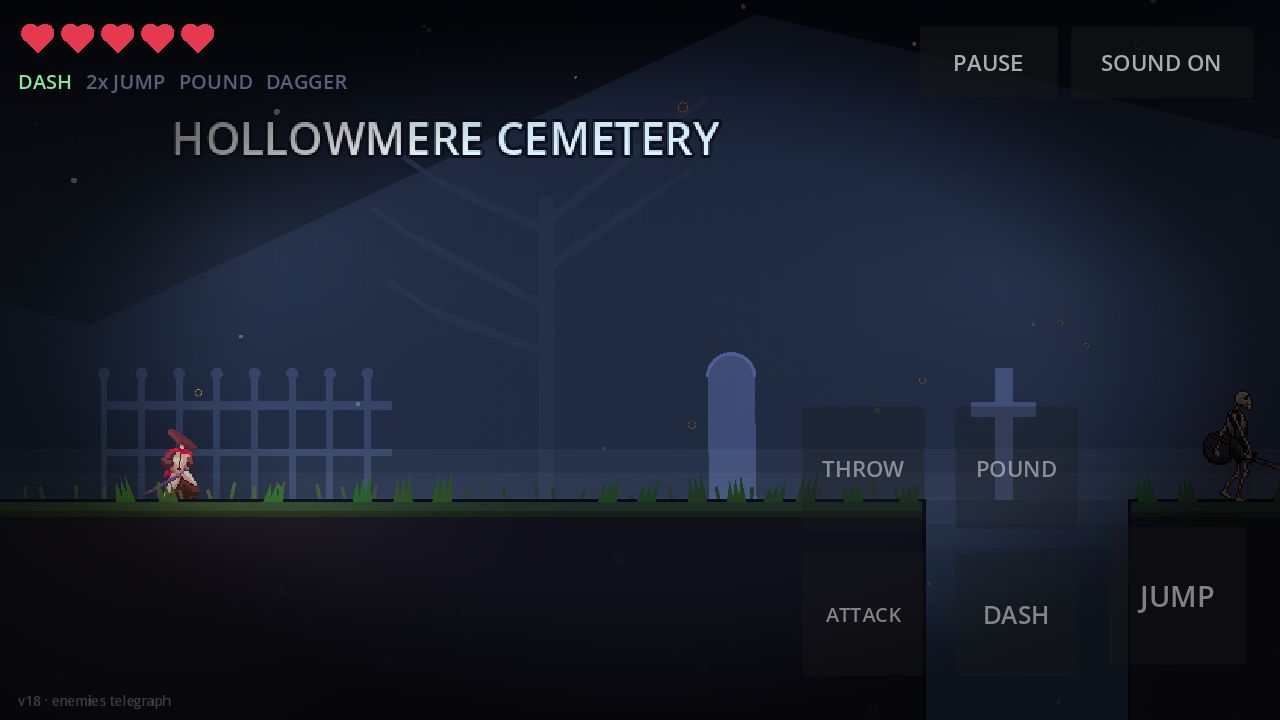 PAUSE
SOUND ON
DASH 2x JUMP POUND DAGGER
HOLLOWMERE CEMETERY
THROW
POUND
ATTACK
DASH
JUMP
v18 · enemies telegraph